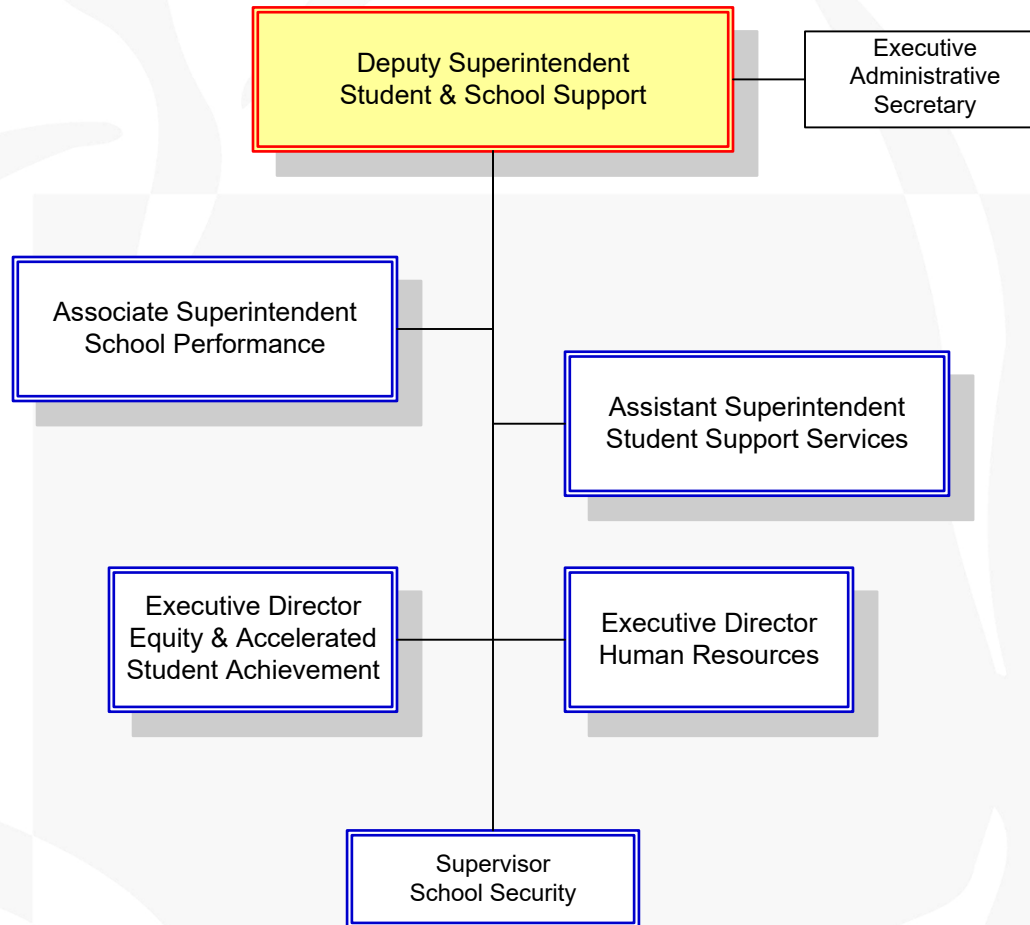 Deputy Superintendent
Student & School Support
Executive
Administrative
Secretary
Associate Superintendent
School Performance
Assistant Superintendent
Student Support Services
Executive Director
Equity & Accelerated
Student Achievement
Executive Director
Human Resources
Supervisor
School Security